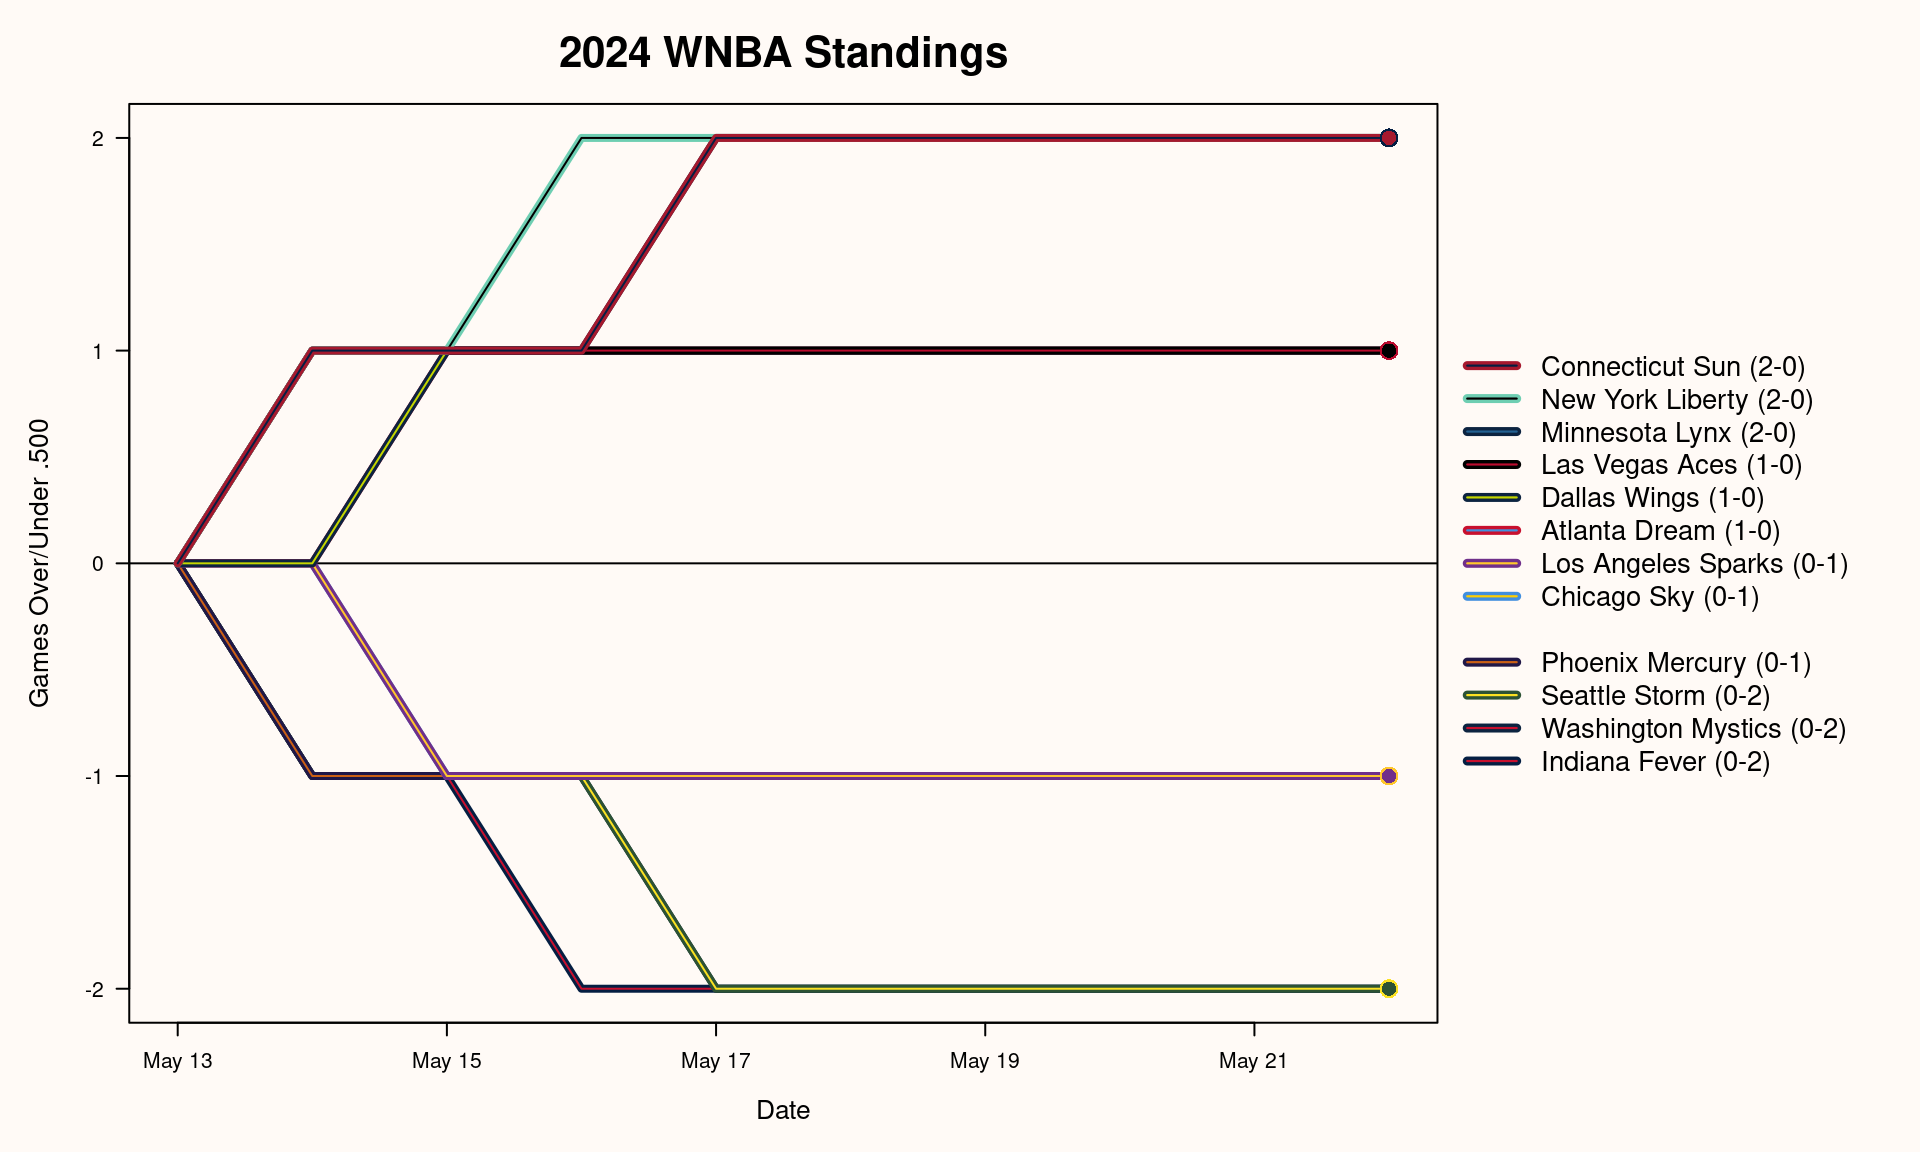 2024 WNBA Standings
Games Over/Under .500
2
1
0
-1
-2
May 13
May 15
May 17
May 19
May 21
Date
Connecticut Sun (2-0)
New York Liberty (2-0)
Minnesota Lynx (2-0)
Las Vegas Aces (1-0)
Dallas Wings (1-0)
Atlanta Dream (1-0)
Los Angeles Sparks (0-1)
Chicago Sky (0-1)
Phoenix Mercury (0-1)
Seattle Storm (0-2)
Washington Mystics (0-2)
Indiana Fever (0-2)